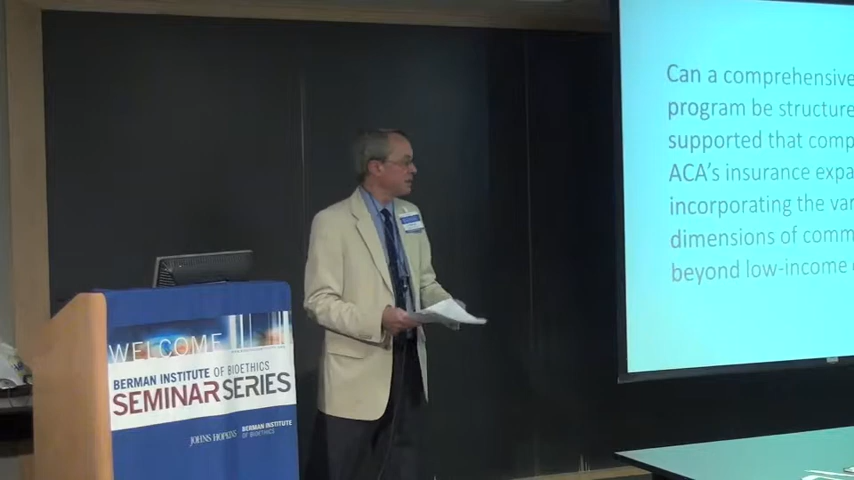 Can a comprehensive
program be structure
supported that comp
ACA's insurance expa
incorporating the var
dimensions of comm
beyond low-income
WELCOME
BERMAN INSTITUTE OF BIOETHICS
SEMINAR SERIES
JOHNS HOPKINS
BERMAN INSTITUTE
OF BIOETHICS